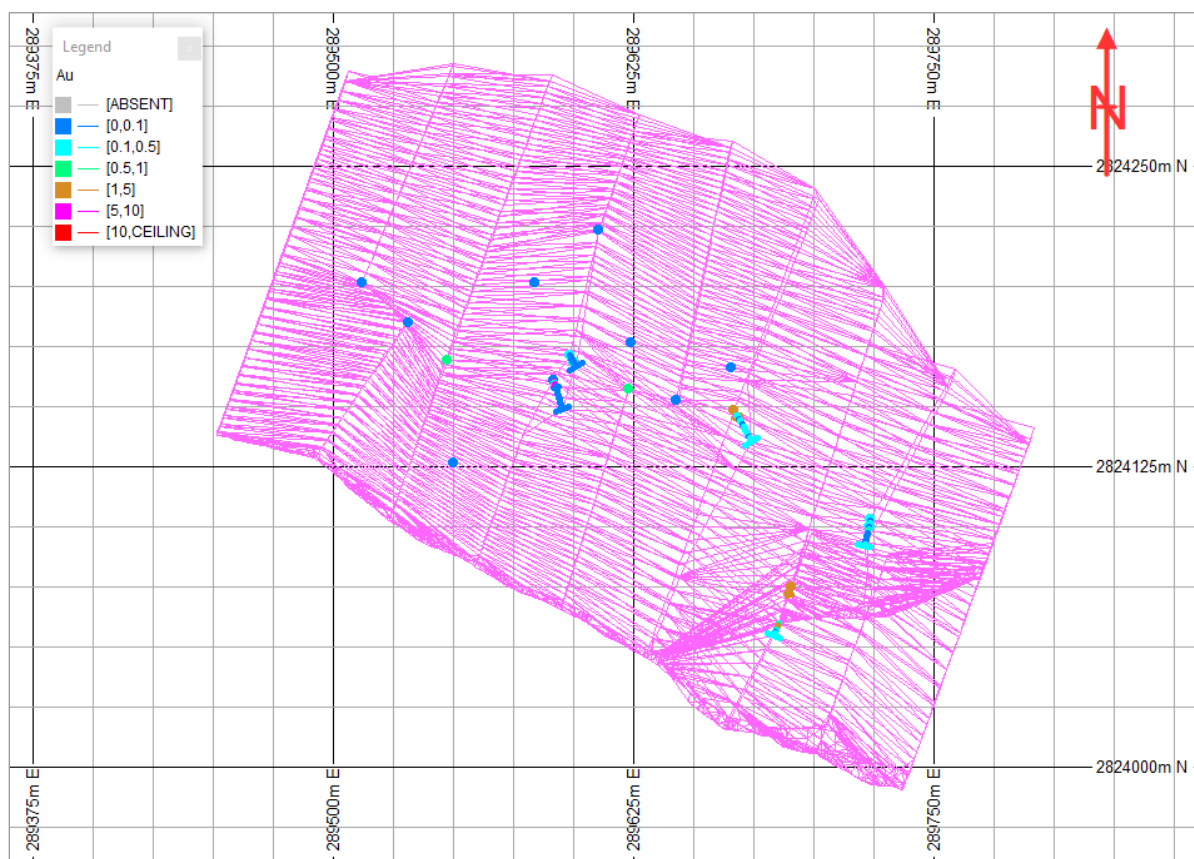 289375m E
289500m E
289625m E
289750m E
Legend
Au
[ABSENT]
[0,0.1]
[0.1,0.5]
[0.5,1]
[1,5]
[5,10]
[10,CEILING]
N
2824250m N
2824125m N
2824000m N
289375m E
289500m E
289625m E
289750m E